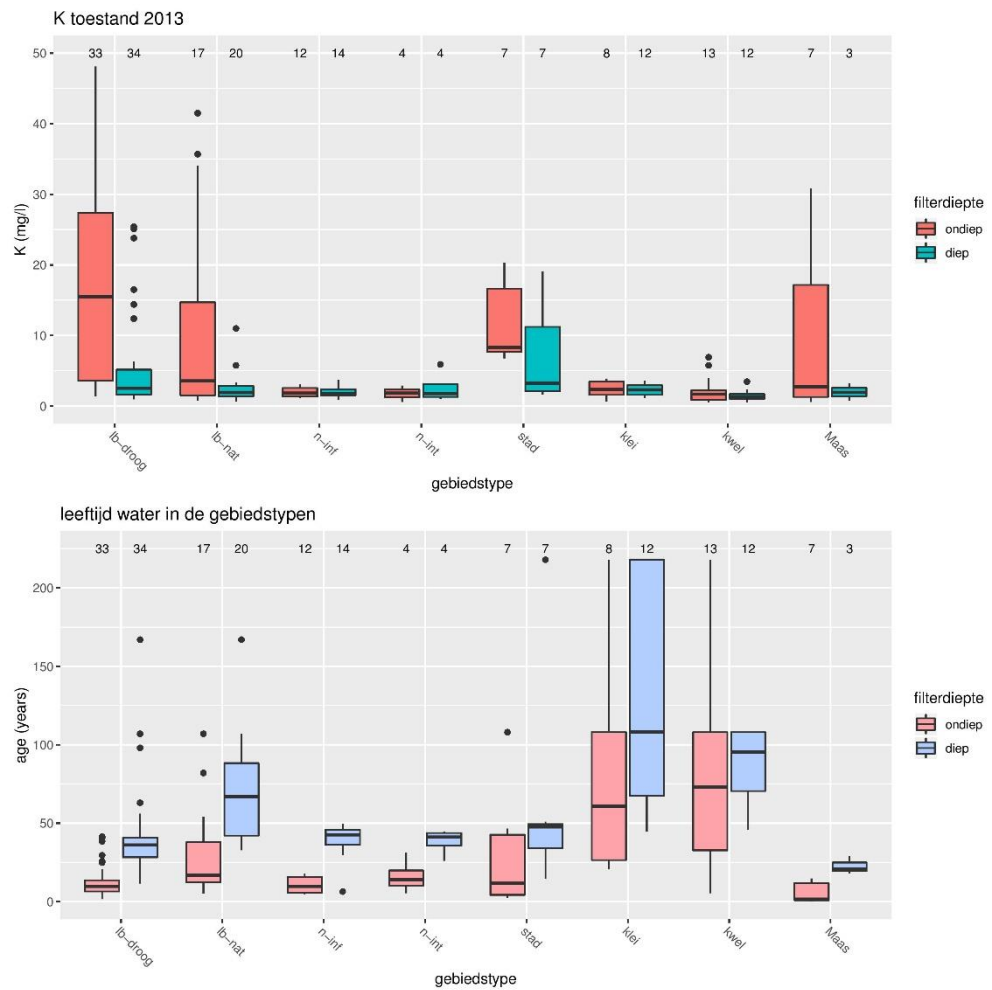 K toestand 2013
50
33 34 17 20 12 14 4 4 7 7 8 12 13 12 7 3
40
30
20
10
0
K (mg/l)
filterdiepte
ondiep
diep
lb-droog lb-nat n-inf n-int stad klei kwel Maas
gebiedstype
leeftijd water in de gebiedstypen
33 34 17 20 12 14 4 4 7 7 8 12 13 12 7 3
200
150
100
50
0
age (years)
filterdiepte
ondiep
diep
lb-droog lb-nat n-inf n-int stad klei kwel Maas
gebiedstype